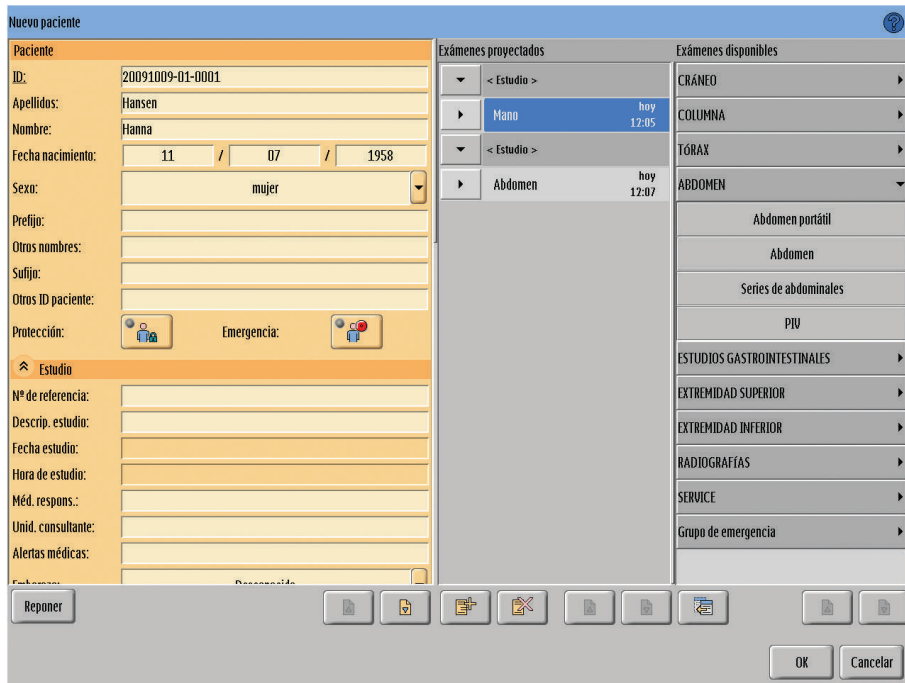 Nuevo paciente
Paciente
ID: 20091009-01-0001
Apellidos: Hansen
Nombre: Hanna
Fecha nacimiento: 11 / 07 / 1958
Sexo: mujer
Prefijo:
Otros nombres:
Sufijo:
Otros ID paciente:
Protección: Emergencia:
Estudio
Nº de referencia:
Descrip. estudio:
Fecha estudio:
Hora de estudio:
Méd. respons.:
Unid. consultante:
Alertas médicas:
Reponer
Exámenes proyectados
< Estudio >
Mano hoy
12:05
< Estudio >
Abdomen hoy
12:07
Exámenes disponibles
CRÁNEO
COLUMNA
TÓRAX
ABDOMEN
Abdomen portátil
Abdomen
Series de abdominales
PIV
ESTUDIOS GASTROINTESTINALES
EXTREMIDAD SUPERIOR
EXTREMIDAD INFERIOR
RADIOGRAFÍAS
SERVICE
Grupo de emergencia
OK Cancelar